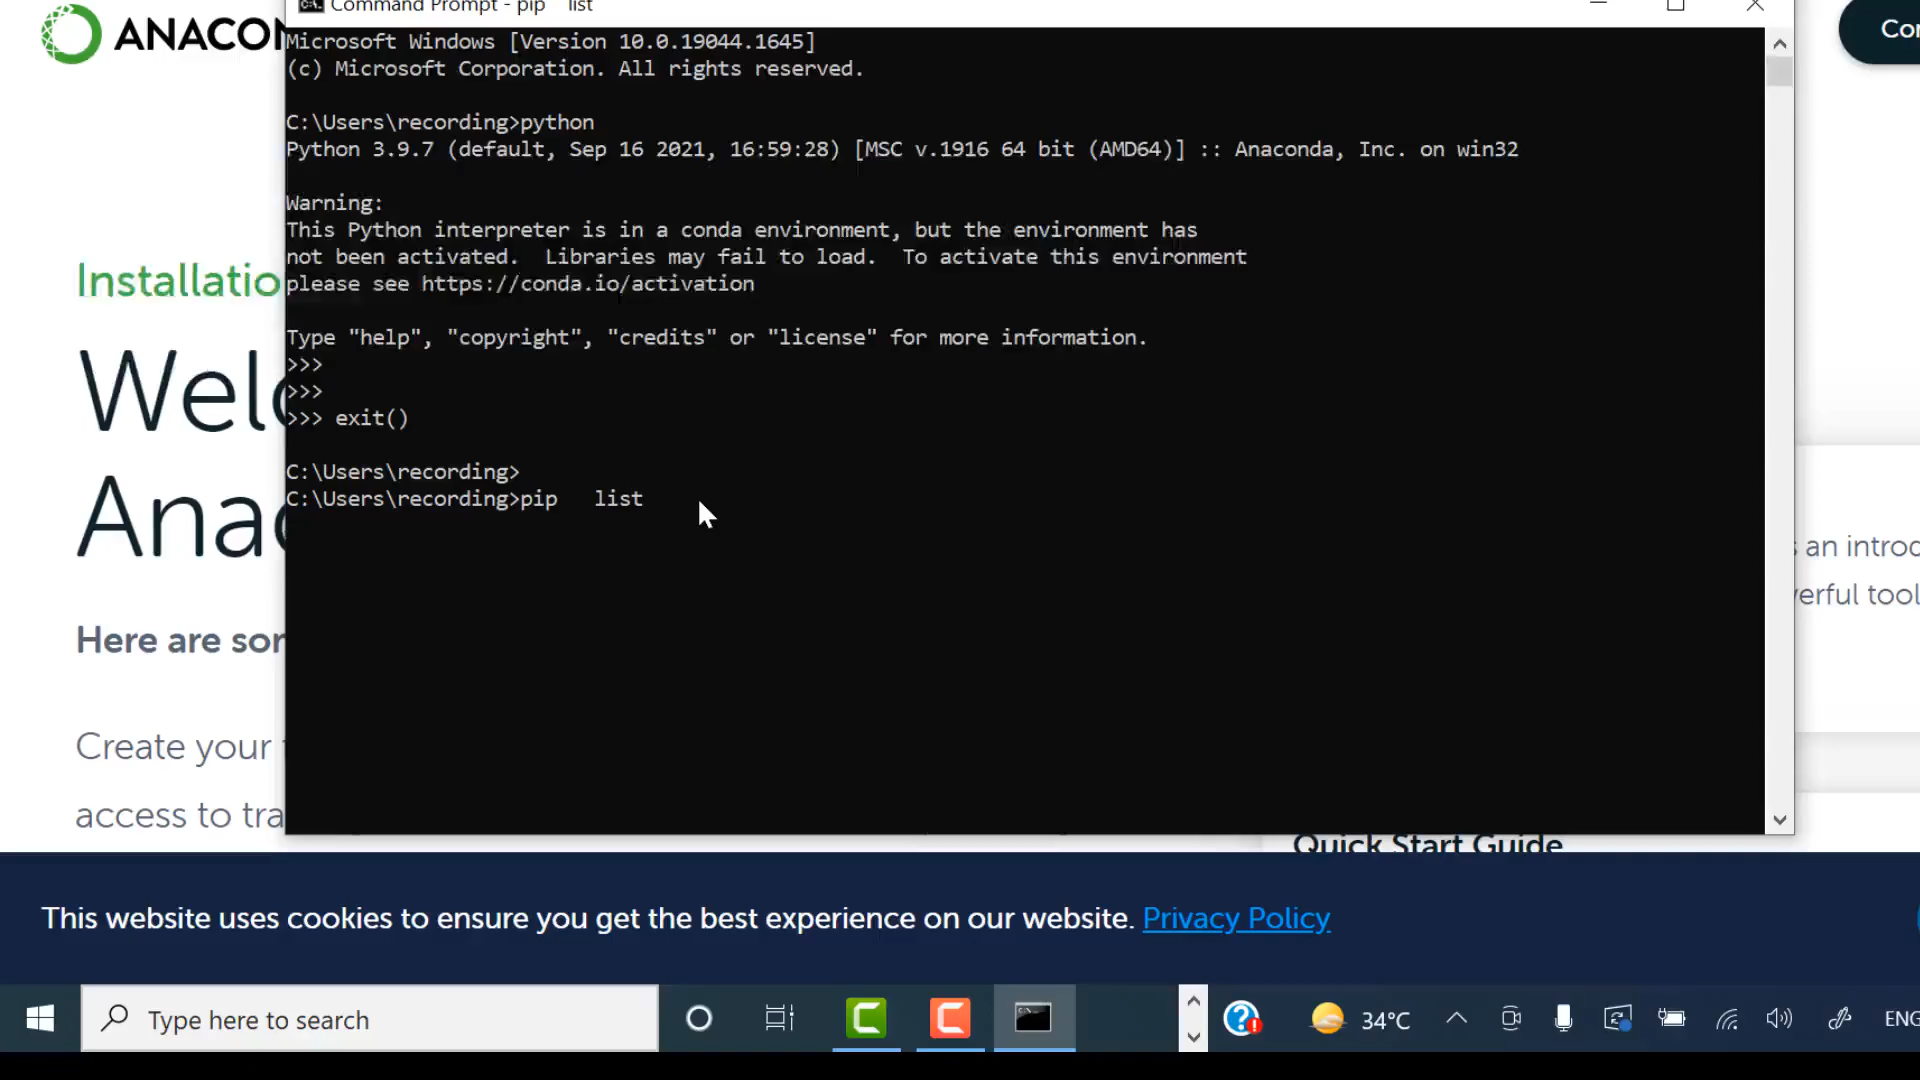 ANACON
Command Prompt - pip   list
Microsoft Windows [Version 10.0.19044.1645]
(c) Microsoft Corporation. All rights reserved.
C:\Users\recording>python
Python 3.9.7 (default, Sep 16 2021, 16:59:28) [MSC v.1916 64 bit (AMD64)] :: Anaconda, Inc. on win32
Warning:
This Python interpreter is in a conda environment, but the environment has
not been activated.  Libraries may fail to load.  To activate this environment
please see https://conda.io/activation
Type "help", "copyright", "credits" or "license" for more information.
>>>
>>>
>>> exit()
C:\Users\recording>
C:\Users\recording>pip   list
Con
Installatio
Welc
Anac
Here are sor
Create your
access to tra
s an introd
verful tool
Quick Start Guide
This website uses cookies to ensure you get the best experience on our website. Privacy Policy
Type here to search
34°C
ENG